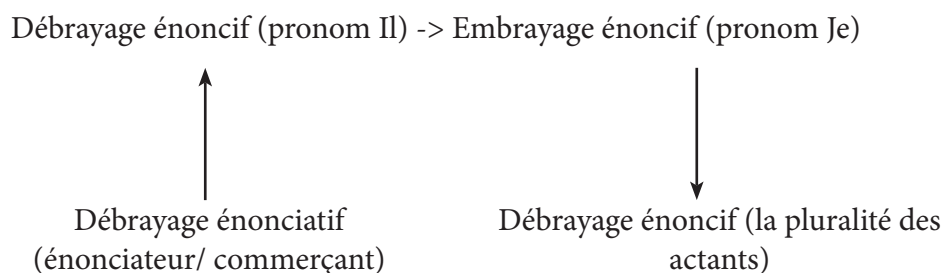 Débrayage énoncif (pronom Il) -> Embrayage énoncif (pronom Je)
Débrayage énonciatif
(énonciateur/ commerçant)
Débrayage énoncif (la pluralité des
actants)